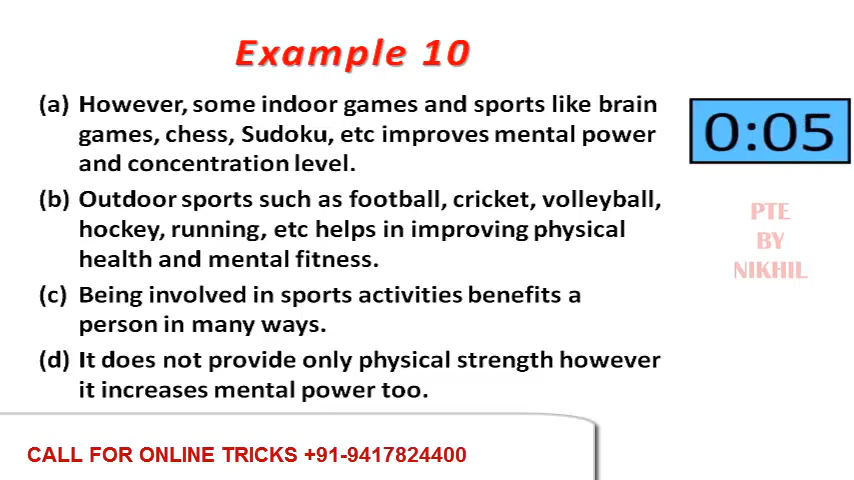 Example 10
(a) However, some indoor games and sports like brain
games, chess, Sudoku, etc improves mental power
and concentration level.
(b) Outdoor sports such as football, cricket, volleyball,
hockey, running, etc helps in improving physical
health and mental fitness.
(c) Being involved in sports activities benefits a
person in many ways.
(d) It does not provide only physical strength however
it increases mental power too.
0:05
PTE
BY
NIKHIL
CALL FOR ONLINE TRICKS +91-9417824400